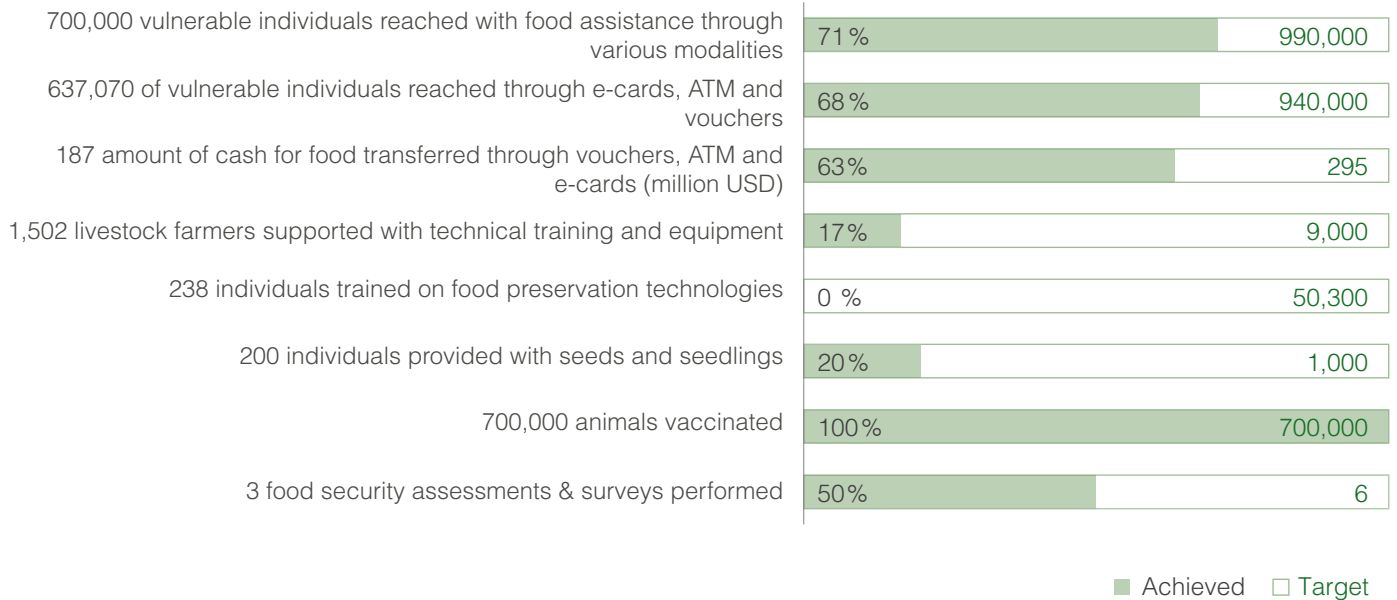 700,000 vulnerable individuals reached with food assistance through
various modalities
71% 990,000
637,070 of vulnerable individuals reached through e-cards, ATM and
vouchers
68% 940,000
187 amount of cash for food transferred through vouchers, ATM and
e-cards (million USD)
63% 295
1,502 livestock farmers supported with technical training and equipment
17% 9,000
238 individuals trained on food preservation technologies
0 % 50,300
200 individuals provided with seeds and seedlings
20% 1,000
700,000 animals vaccinated
100% 700,000
3 food security assessments & surveys performed
50% 6
Achieved Target